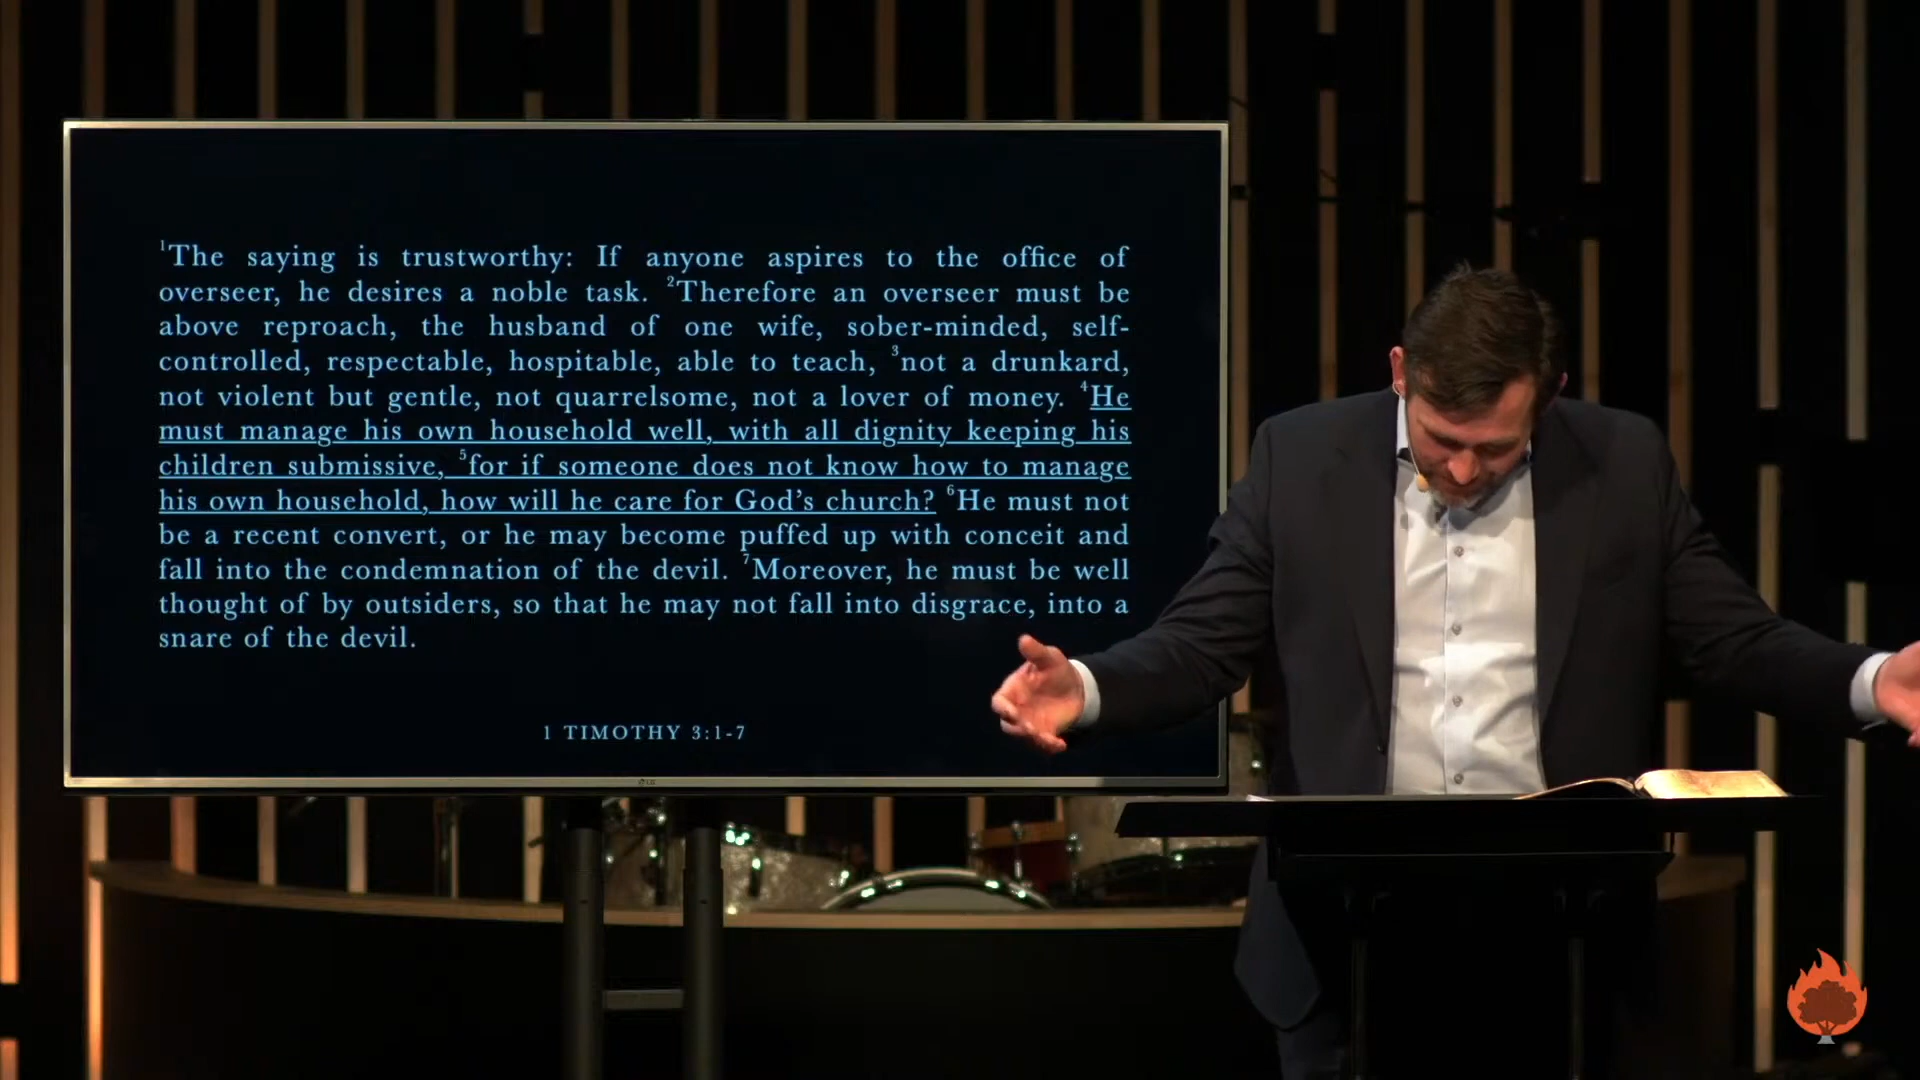 ¹The saying is trustworthy: If anyone aspires to the office of
overseer, he desires a noble task. ²Therefore an overseer must be
above reproach, the husband of one wife, sober-minded, self-
controlled, respectable, hospitable, able to teach, ³not a drunkard,
not violent but gentle, not quarrelsome, not a lover of money. ⁴He
must manage his own household well, with all dignity keeping his
children submissive, ⁵for if someone does not know how to manage
his own household, how will he care for God’s church? ⁶He must not
be a recent convert, or he may become puffed up with conceit and
fall into the condemnation of the devil. ⁷Moreover, he must be well
thought of by outsiders, so that he may not fall into disgrace, into a
snare of the devil.
1 TIMOTHY 3:1-7
LG